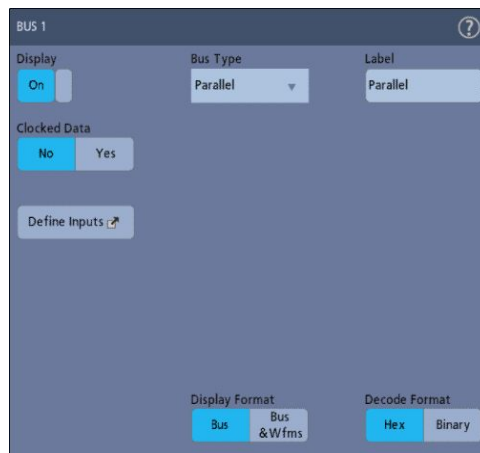 BUS 1
?
Display
Bus Type
Label
On
Parallel
Parallel
Clocked Data
No
Yes
Define Inputs
Display Format
Decode Format
Bus
Bus
&Wfms
Hex
Binary